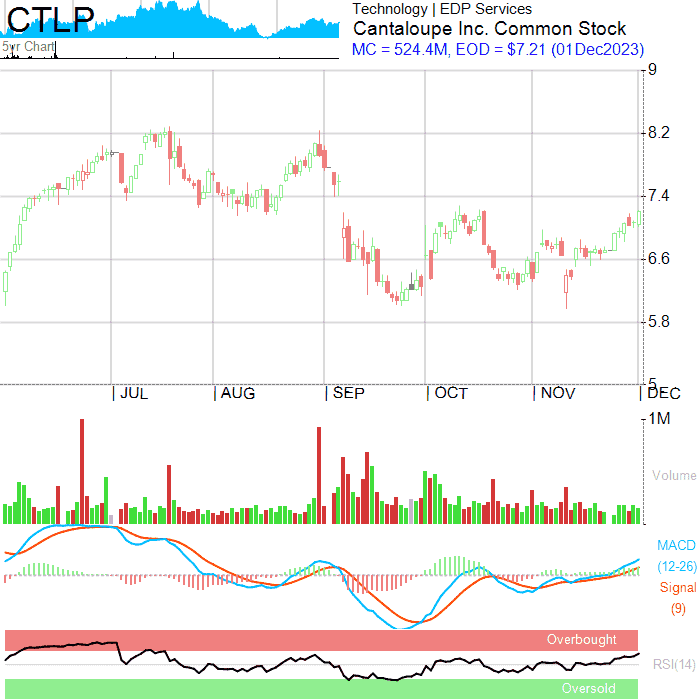 CTLP
5yr Chart
Technology | EDP Services
Cantaloupe Inc. Common Stock
MC = 524.4M, EOD = $7.21 (01Dec2023)
9
8.2
7.4
6.6
5.8
5
JUL AUG SEP OCT NOV DEC
1M
Volume
MACD
(12-26)
Signal
(9)
Overbought
RSI(14)
Oversold